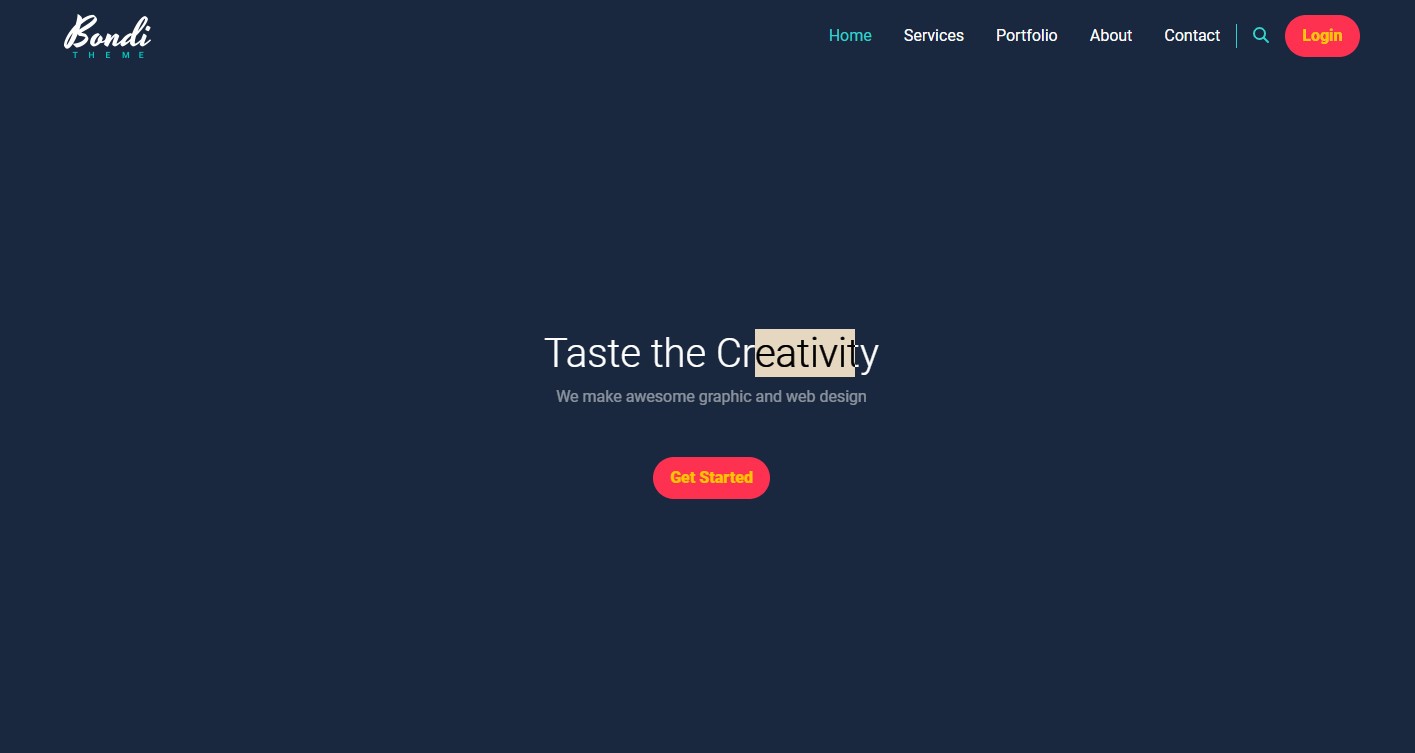 Bondi
THEME
Home Services Portfolio About Contact Login
Taste the Creativity
We make awesome graphic and web design
Get Started